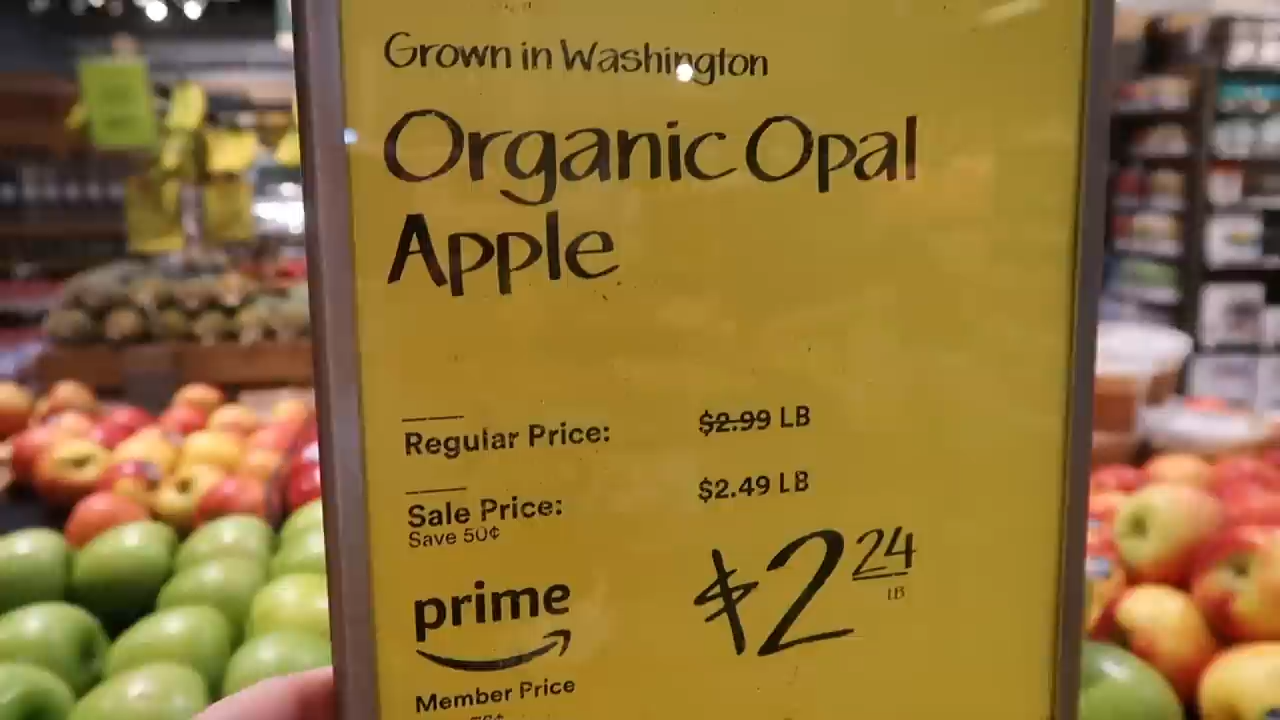 Grown in Washington
Organic Opal
Apple
Regular Price: $2.99 LB
Sale Price: $2.49 LB
Save 50¢
prime $2 24
LB
Member Price